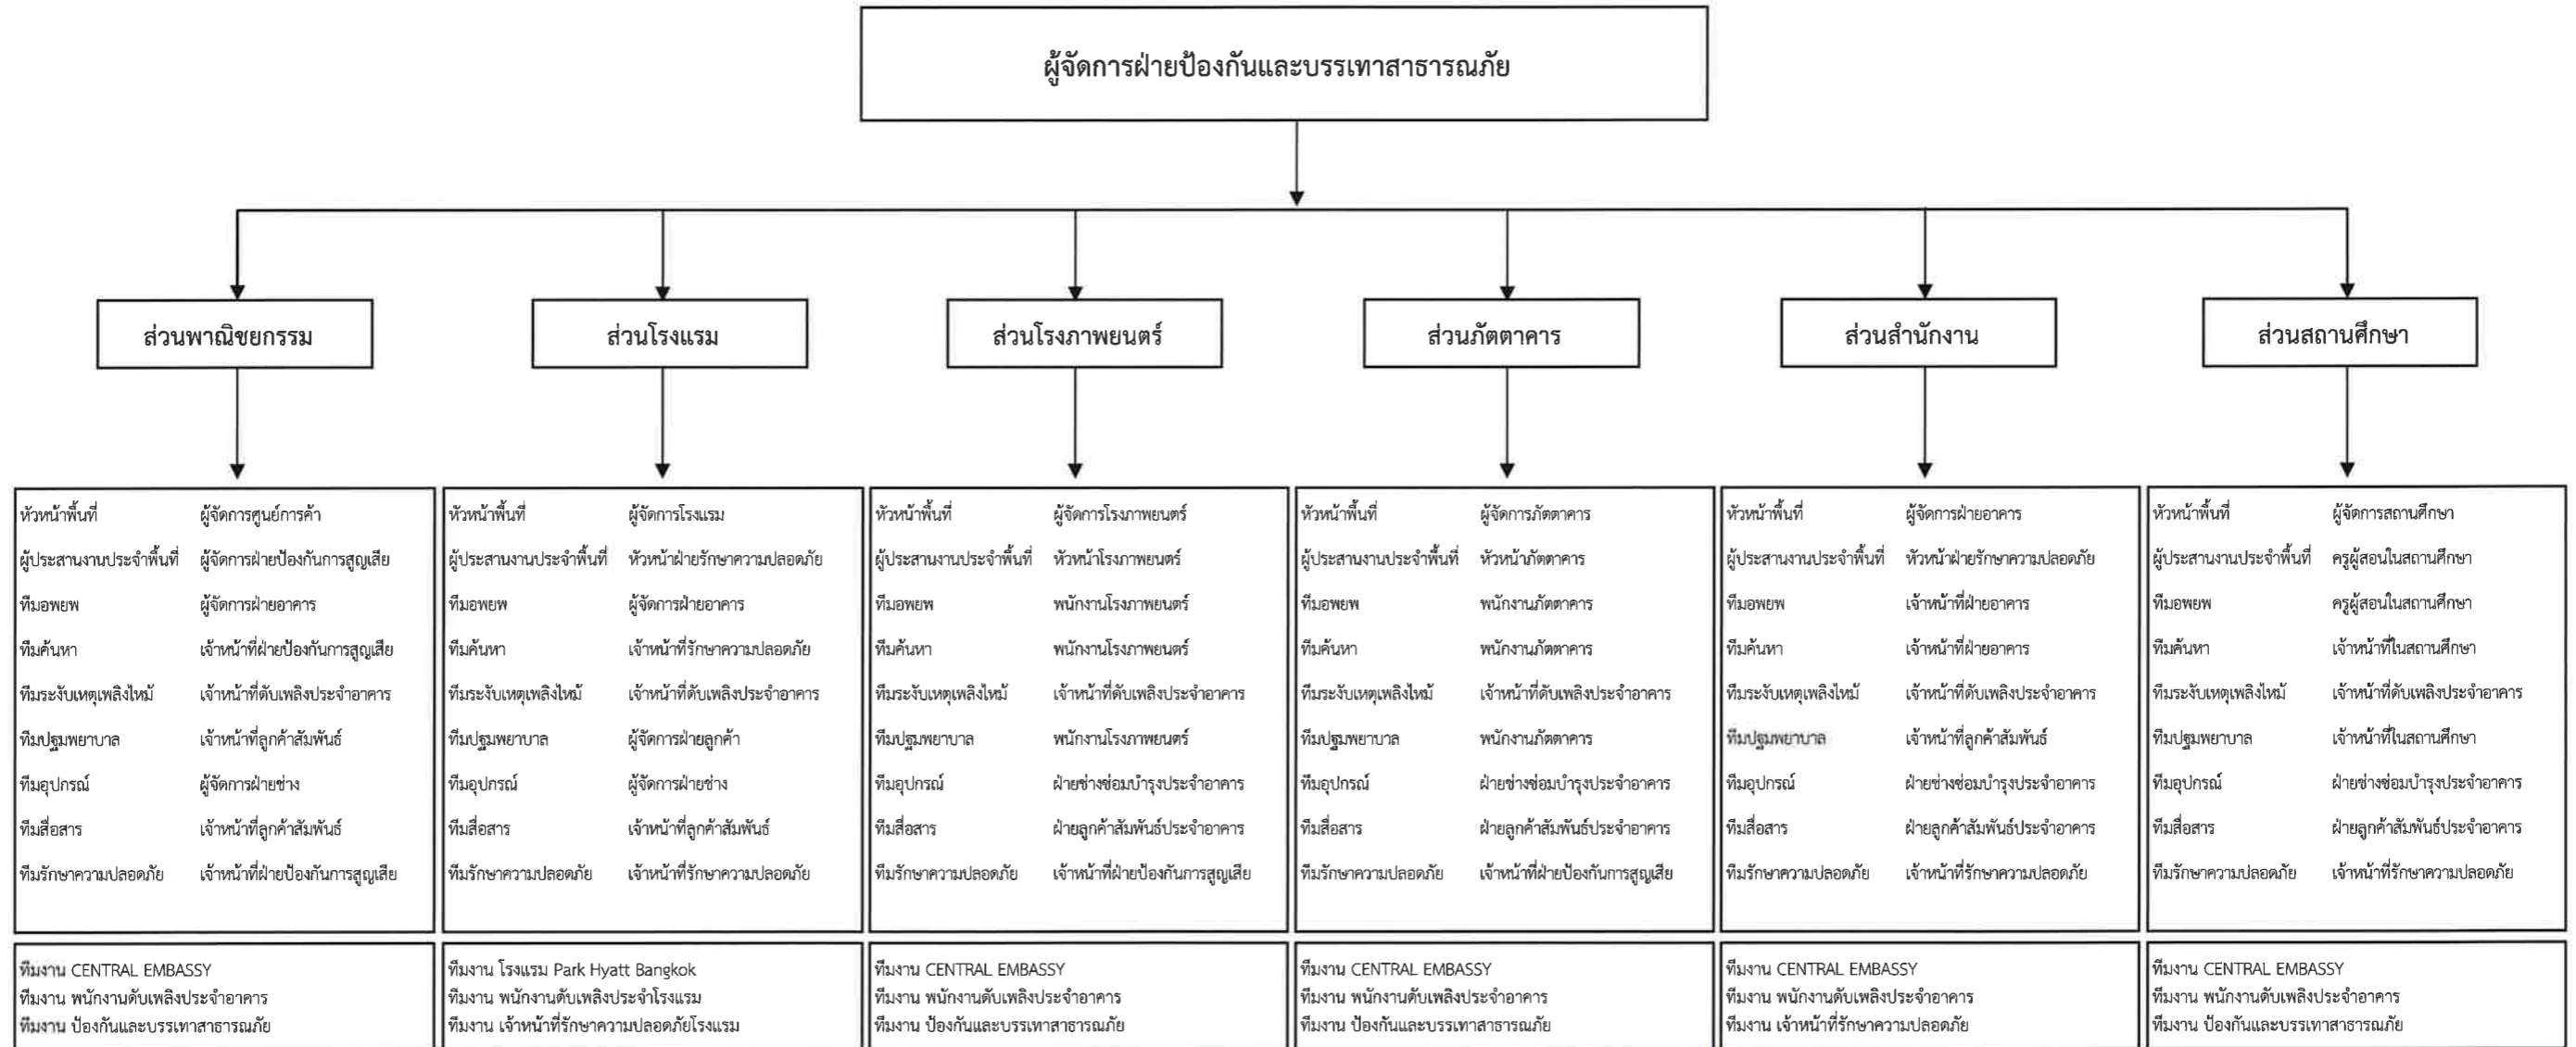 ผู้จัดการฝ่ายป้องกันและบรรเทาสาธารณภัย
ส่วนพาณิชยกรรม
ส่วนโรงแรม
ส่วนโรงภาพยนตร์
ส่วนภัตตาคาร
ส่วนสำนักงาน
ส่วนสถานศึกษา
หัวหน้าพื้นที่ ผู้จัดการศูนย์การค้า
ผู้ประสานงานประจำพื้นที่ ผู้จัดการฝ่ายป้องกันการสูญเสีย
ทีมอพยพ ผู้จัดการฝ่ายอาคาร
ทีมค้นหา เจ้าหน้าที่ฝ่ายป้องกันการสูญเสีย
ทีมระงับเหตุเพลิงไหม้ เจ้าหน้าที่ดับเพลิงประจำอาคาร
ทีมปฐมพยาบาล เจ้าหน้าที่ลูกค้าสัมพันธ์
ทีมอุปกรณ์ ผู้จัดการฝ่ายช่าง
ทีมสื่อสาร เจ้าหน้าที่ลูกค้าสัมพันธ์
ทีมรักษาความปลอดภัย เจ้าหน้าที่ฝ่ายป้องกันการสูญเสีย
ทีมงาน CENTRAL EMBASSY
ทีมงาน พนักงานดับเพลิงประจำอาคาร
ทีมงาน ป้องกันและบรรเทาสาธารณภัย
หัวหน้าพื้นที่ ผู้จัดการโรงแรม
ผู้ประสานงานประจำพื้นที่ หัวหน้าฝ่ายรักษาความปลอดภัย
ทีมอพยพ ผู้จัดการฝ่ายอาคาร
ทีมค้นหา เจ้าหน้าที่รักษาความปลอดภัย
ทีมระงับเหตุเพลิงไหม้ เจ้าหน้าที่ดับเพลิงประจำอาคาร
ทีมปฐมพยาบาล ผู้จัดการฝ่ายลูกค้า
ทีมอุปกรณ์ ผู้จัดการฝ่ายช่าง
ทีมสื่อสาร เจ้าหน้าที่ลูกค้าสัมพันธ์
ทีมรักษาความปลอดภัย เจ้าหน้าที่รักษาความปลอดภัย
ทีมงาน โรงแรม Park Hyatt Bangkok
ทีมงาน พนักงานดับเพลิงประจำโรงแรม
ทีมงาน เจ้าหน้าที่รักษาความปลอดภัยโรงแรม
หัวหน้าพื้นที่ ผู้จัดการโรงภาพยนตร์
ผู้ประสานงานประจำพื้นที่ หัวหน้าโรงภาพยนตร์
ทีมอพยพ พนักงานโรงภาพยนตร์
ทีมค้นหา พนักงานโรงภาพยนตร์
ทีมระงับเหตุเพลิงไหม้ เจ้าหน้าที่ดับเพลิงประจำอาคาร
ทีมปฐมพยาบาล พนักงานโรงภาพยนตร์
ทีมอุปกรณ์ ฝ่ายช่างซ่อมบำรุงประจำอาคาร
ทีมสื่อสาร ฝ่ายลูกค้าสัมพันธ์ประจำอาคาร
ทีมรักษาความปลอดภัย เจ้าหน้าที่ฝ่ายป้องกันการสูญเสีย
ทีมงาน CENTRAL EMBASSY
ทีมงาน พนักงานดับเพลิงประจำอาคาร
ทีมงาน ป้องกันและบรรเทาสาธารณภัย
หัวหน้าพื้นที่ ผู้จัดการภัตตาคาร
ผู้ประสานงานประจำพื้นที่ หัวหน้าภัตตาคาร
ทีมอพยพ พนักงานภัตตาคาร
ทีมค้นหา พนักงานภัตตาคาร
ทีมระงับเหตุเพลิงไหม้ เจ้าหน้าที่ดับเพลิงประจำอาคาร
ทีมปฐมพยาบาล พนักงานภัตตาคาร
ทีมอุปกรณ์ ฝ่ายช่างซ่อมบำรุงประจำอาคาร
ทีมสื่อสาร ฝ่ายลูกค้าสัมพันธ์ประจำอาคาร
ทีมรักษาความปลอดภัย เจ้าหน้าที่ฝ่ายป้องกันการสูญเสีย
ทีมงาน CENTRAL EMBASSY
ทีมงาน พนักงานดับเพลิงประจำอาคาร
ทีมงาน ป้องกันและบรรเทาสาธารณภัย
หัวหน้าพื้นที่ ผู้จัดการฝ่ายอาคาร
ผู้ประสานงานประจำพื้นที่ หัวหน้าฝ่ายรักษาความปลอดภัย
ทีมอพยพ เจ้าหน้าที่ฝ่ายอาคาร
ทีมค้นหา เจ้าหน้าที่ฝ่ายอาคาร
ทีมระงับเหตุเพลิงไหม้ เจ้าหน้าที่ดับเพลิงประจำอาคาร
ทีมปฐมพยาบาล เจ้าหน้าที่ลูกค้าสัมพันธ์
ทีมอุปกรณ์ ฝ่ายช่างซ่อมบำรุงประจำอาคาร
ทีมสื่อสาร ฝ่ายลูกค้าสัมพันธ์ประจำอาคาร
ทีมรักษาความปลอดภัย เจ้าหน้าที่รักษาความปลอดภัย
ทีมงาน CENTRAL EMBASSY
ทีมงาน พนักงานดับเพลิงประจำอาคาร
ทีมงาน เจ้าหน้าที่รักษาความปลอดภัย
หัวหน้าพื้นที่ ผู้จัดการสถานศึกษา
ผู้ประสานงานประจำพื้นที่ ครูผู้สอนในสถานศึกษา
ทีมอพยพ ครูผู้สอนในสถานศึกษา
ทีมค้นหา เจ้าหน้าที่ในสถานศึกษา
ทีมระงับเหตุเพลิงไหม้ เจ้าหน้าที่ดับเพลิงประจำอาคาร
ทีมปฐมพยาบาล เจ้าหน้าที่ในสถานศึกษา
ทีมอุปกรณ์ ฝ่ายช่างซ่อมบำรุงประจำอาคาร
ทีมสื่อสาร ฝ่ายลูกค้าสัมพันธ์ประจำอาคาร
ทีมรักษาความปลอดภัย เจ้าหน้าที่รักษาความปลอดภัย
ทีมงาน CENTRAL EMBASSY
ทีมงาน พนักงานดับเพลิงประจำอาคาร
ทีมงาน ป้องกันและบรรเทาสาธารณภัย